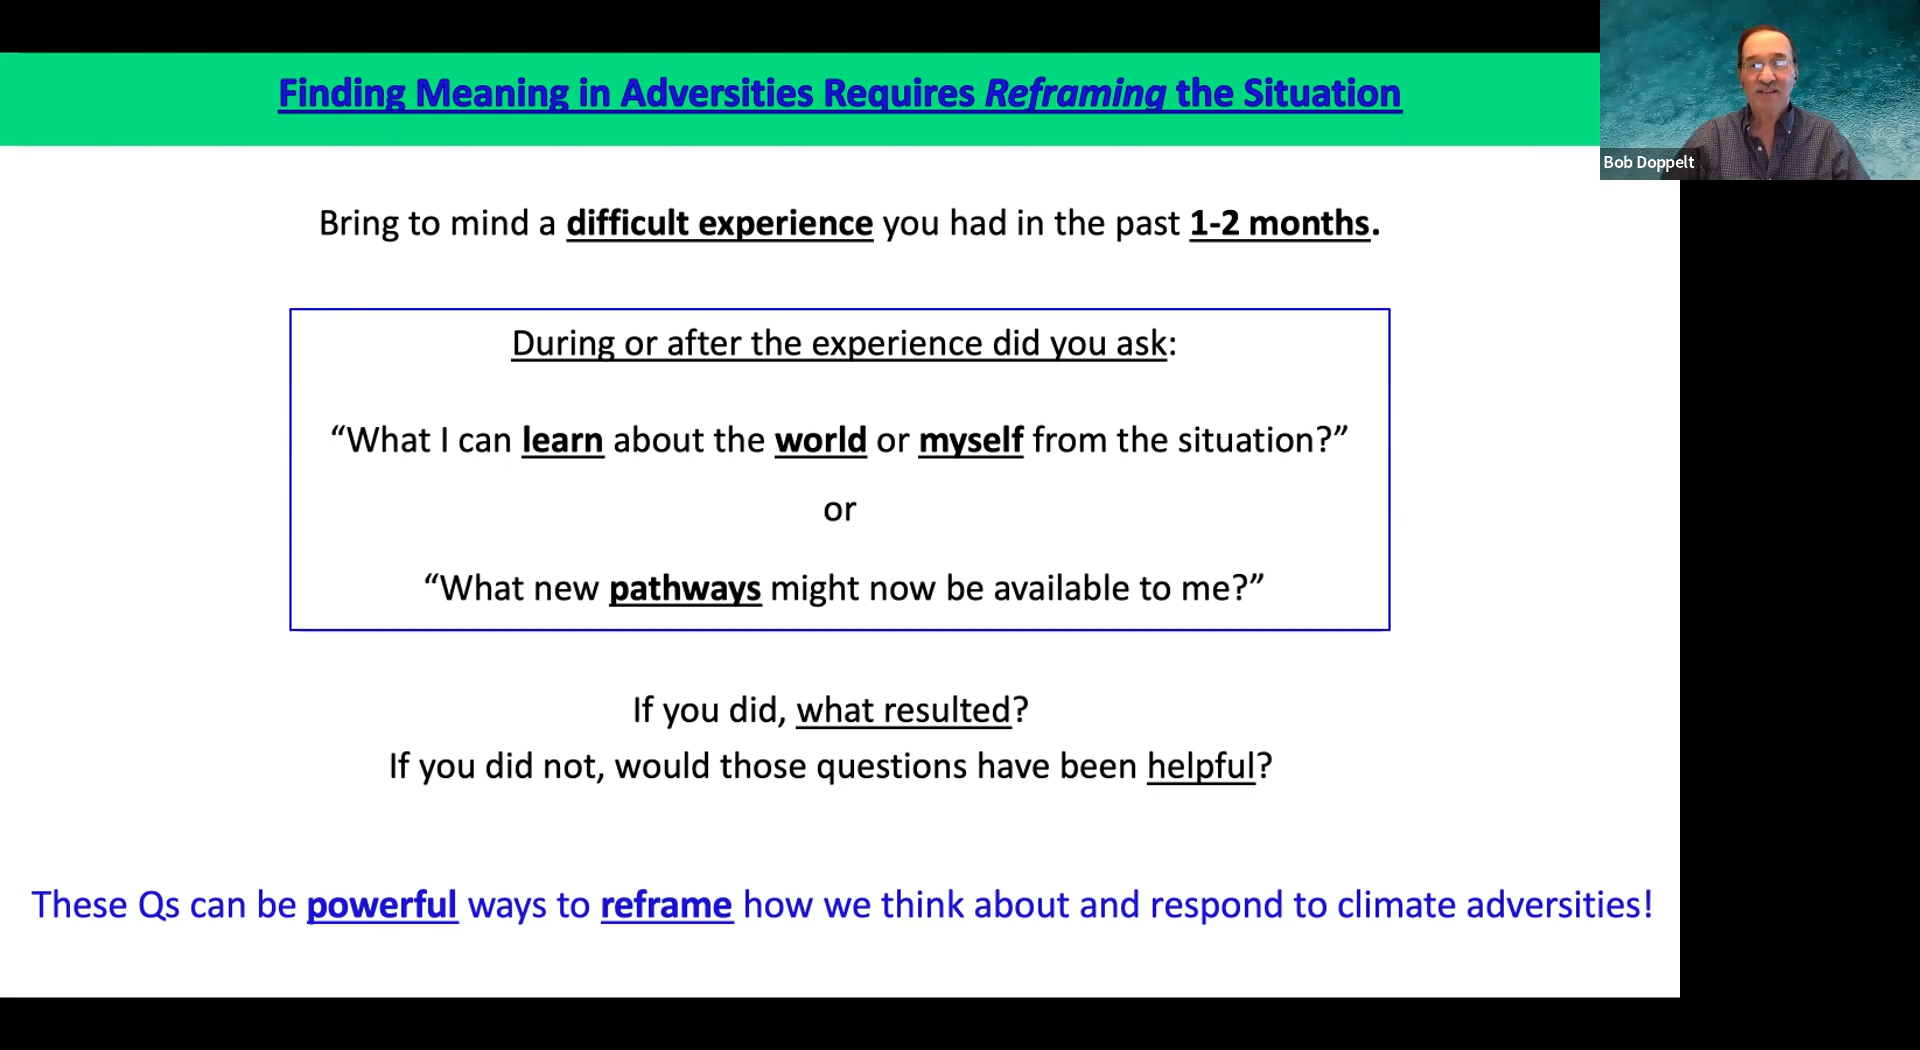 Finding Meaning in Adversities Requires Reframing the Situation
Bob Doppelt
Bring to mind a difficult experience you had in the past 1-2 months.
During or after the experience did you ask:
“What I can learn about the world or myself from the situation?”
or
“What new pathways might now be available to me?”
If you did, what resulted?
If you did not, would those questions have been helpful?
These Qs can be powerful ways to reframe how we think about and respond to climate adversities!